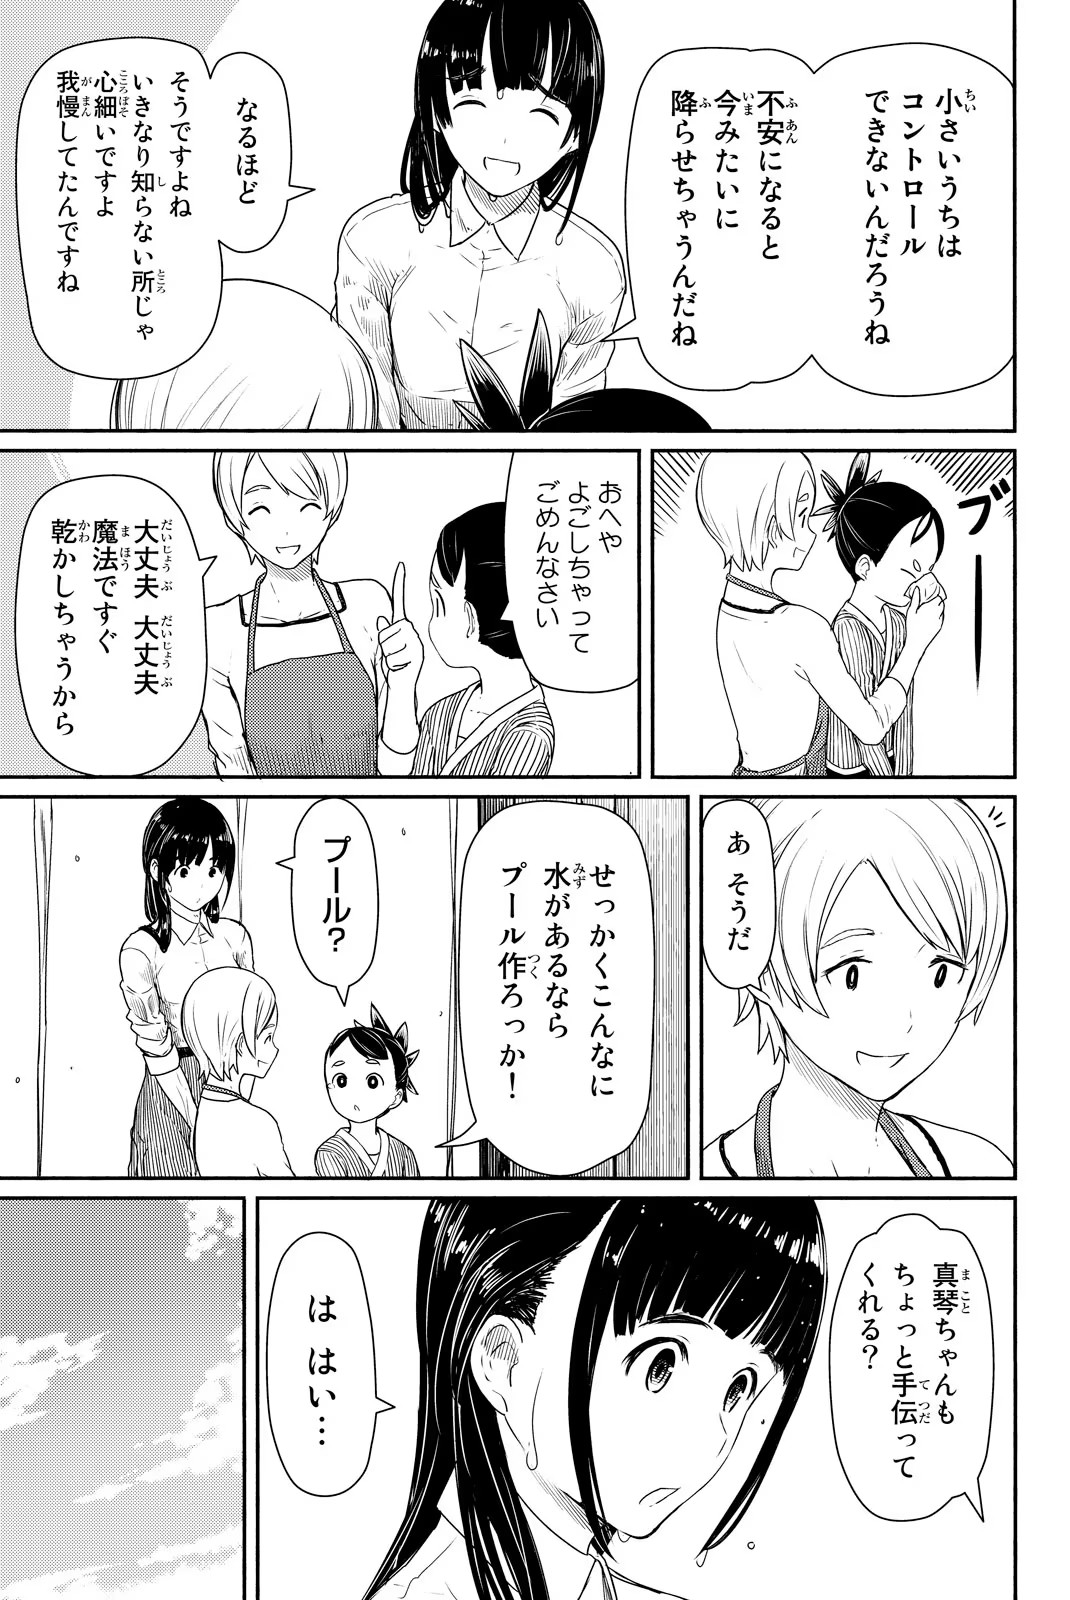 小さいうちは
コントロール
できないんだろうね
不安になると
今みたいに
降らせちゃうんだね
なるほど
そうですよね
いきなり知らない所じゃ
心細いですよ
我慢してたんですね
ブーー
おへや
よごしちゃって
ごめんなさい
大丈夫 大丈夫
魔法ですぐ
乾かしちゃうから
あ そうだ
せっかくこんなに
水があるなら
プール作ろっか!
プール?
真琴ちゃんも
ちょっと手伝って
くれる?
は はい…